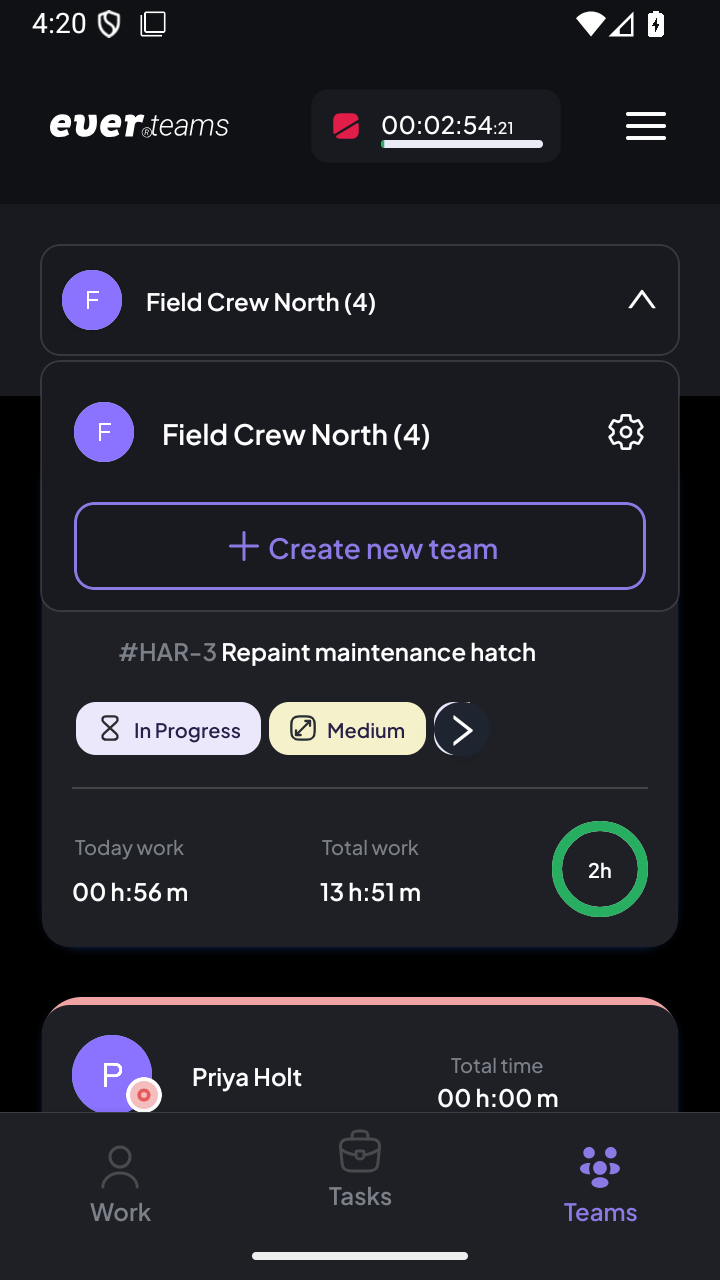 4:20
ever®teams
00:02:54:21
F
Field Crew North (4)
F
Field Crew North (4)
Create new team
#HAR-3 Repaint maintenance hatch
In Progress
Medium
Today work
Total work
00 h:56 m
13 h:51 m
2h
P
Priya Holt
Total time
00 h:00 m
Work
Tasks
Teams